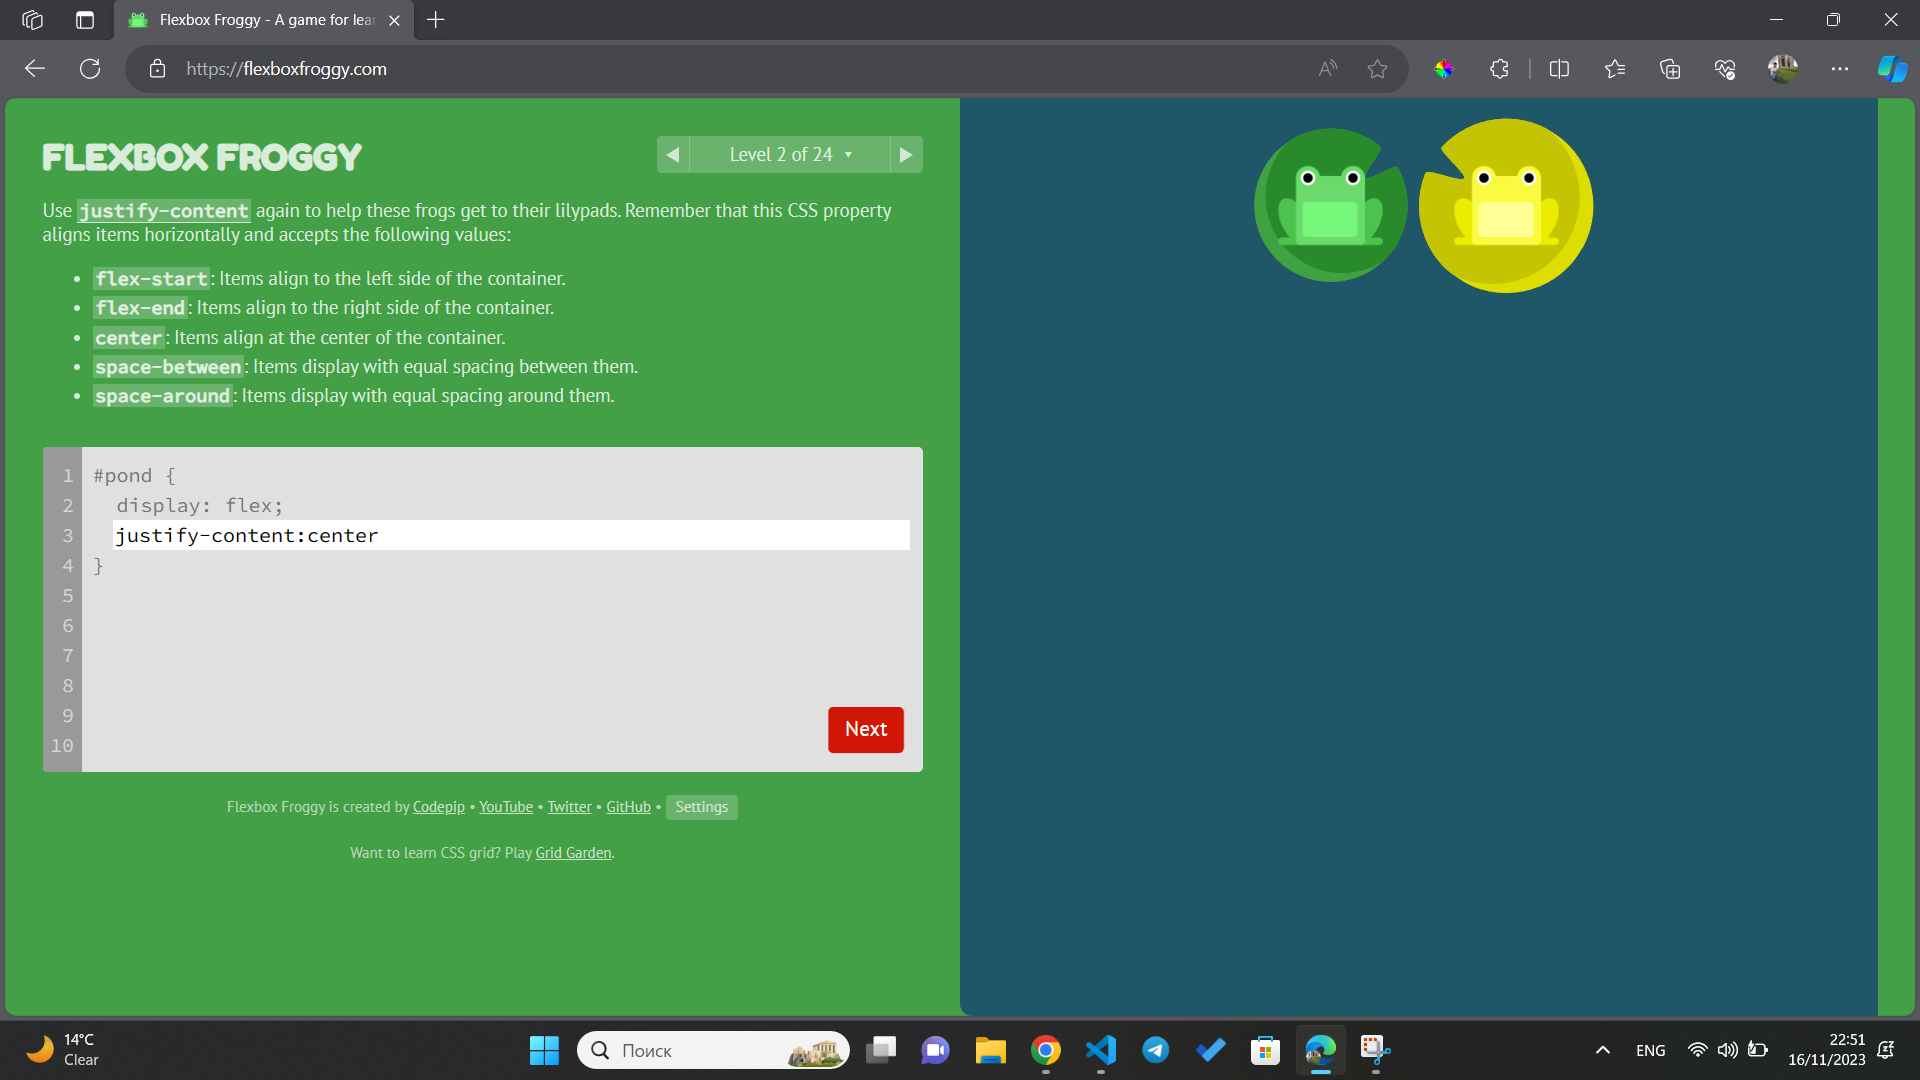 Flexbox Froggy - A game for lea
https://flexboxfroggy.com
FLEXBOX FROGGY
Level 2 of 24
Use justify-content again to help these frogs get to their lilypads. Remember that this CSS property
aligns items horizontally and accepts the following values:
• flex-start: Items align to the left side of the container.
• flex-end: Items align to the right side of the container.
• center: Items align at the center of the container.
• space-between: Items display with equal spacing between them.
• space-around: Items display with equal spacing around them.
1 #pond {
2 display: flex;
3 justify-content:center
4 }
5
6
7
8
9
10
Next
Flexbox Froggy is created by Codepip • YouTube • Twitter • GitHub • Settings
Want to learn CSS grid? Play Grid Garden.
14°C
Clear
Поиск
ENG
22:51
16/11/2023